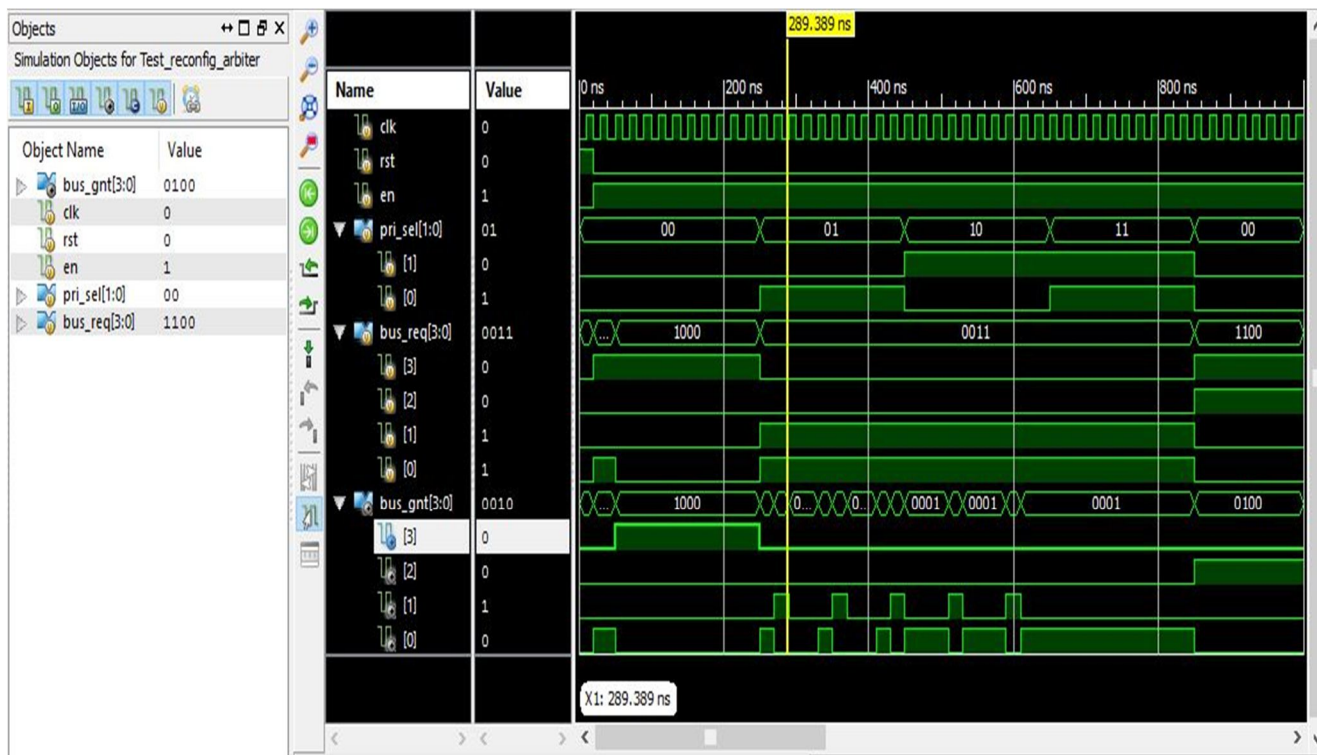 Objects
Simulation Objects for Test_reconfig_arbiter
Object Name Value
bus_gnt[3:0] 0100
clk 0
rst 0
en 1
pri_sel[1:0] 00
bus_req[3:0] 1100
289.389 ns
Name Value 0 ns 200 ns 400 ns 600 ns 800 ns
clk 0
rst 0
en 1
pri_sel[1:0] 01 00 01 10 11 00
[1] 0
[0] 1
bus_req[3:0] 0011 ... 1000 0011 1100
[3] 0
[2] 0
[1] 1
[0] 1
bus_gnt[3:0] 0010 ... 1000 0... 0... 0001 0001 0001 0100
[3] 0
[2] 0
[1] 1
[0] 0
X1: 289.389 ns